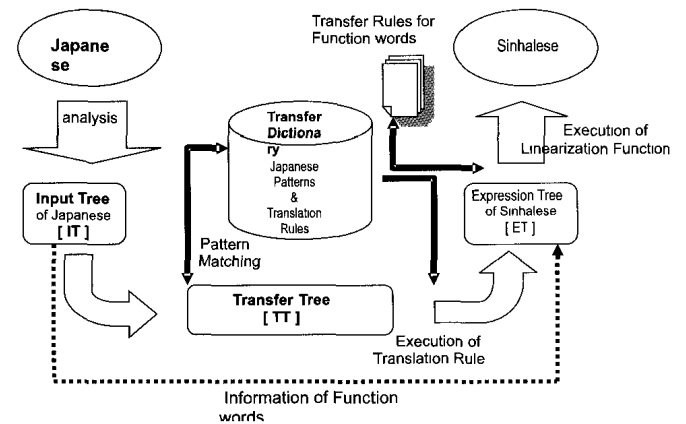 Japane
se
Transfer Rules for
Function words
Sinhalese
analysis
Transfer
Dictiona
ry
Japanese
Patterns
&
Translation
Rules
Execution of
Linearization Function
Input Tree
of Japanese
[ IT ]
Expression Tree
of Sinhalese
[ ET ]
Pattern
Matching
Transfer Tree
[ TT ]
Execution of
Translation Rule
Information of Function
words